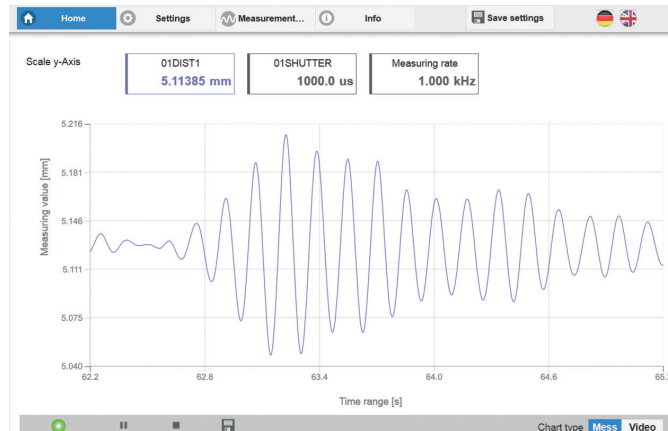 Home Settings Measurement... Info Save settings
Scale y-Axis
01DIST1
5.11385 mm
01SHUTTER
1000.0 us
Measuring rate
1.000 kHz
Measuring value [mm]
5.216
5.181
5.146
5.111
5.075
5.040
62.2 62.8 63.4 64.0 64.6
Time range [s]
Chart type Mess Video